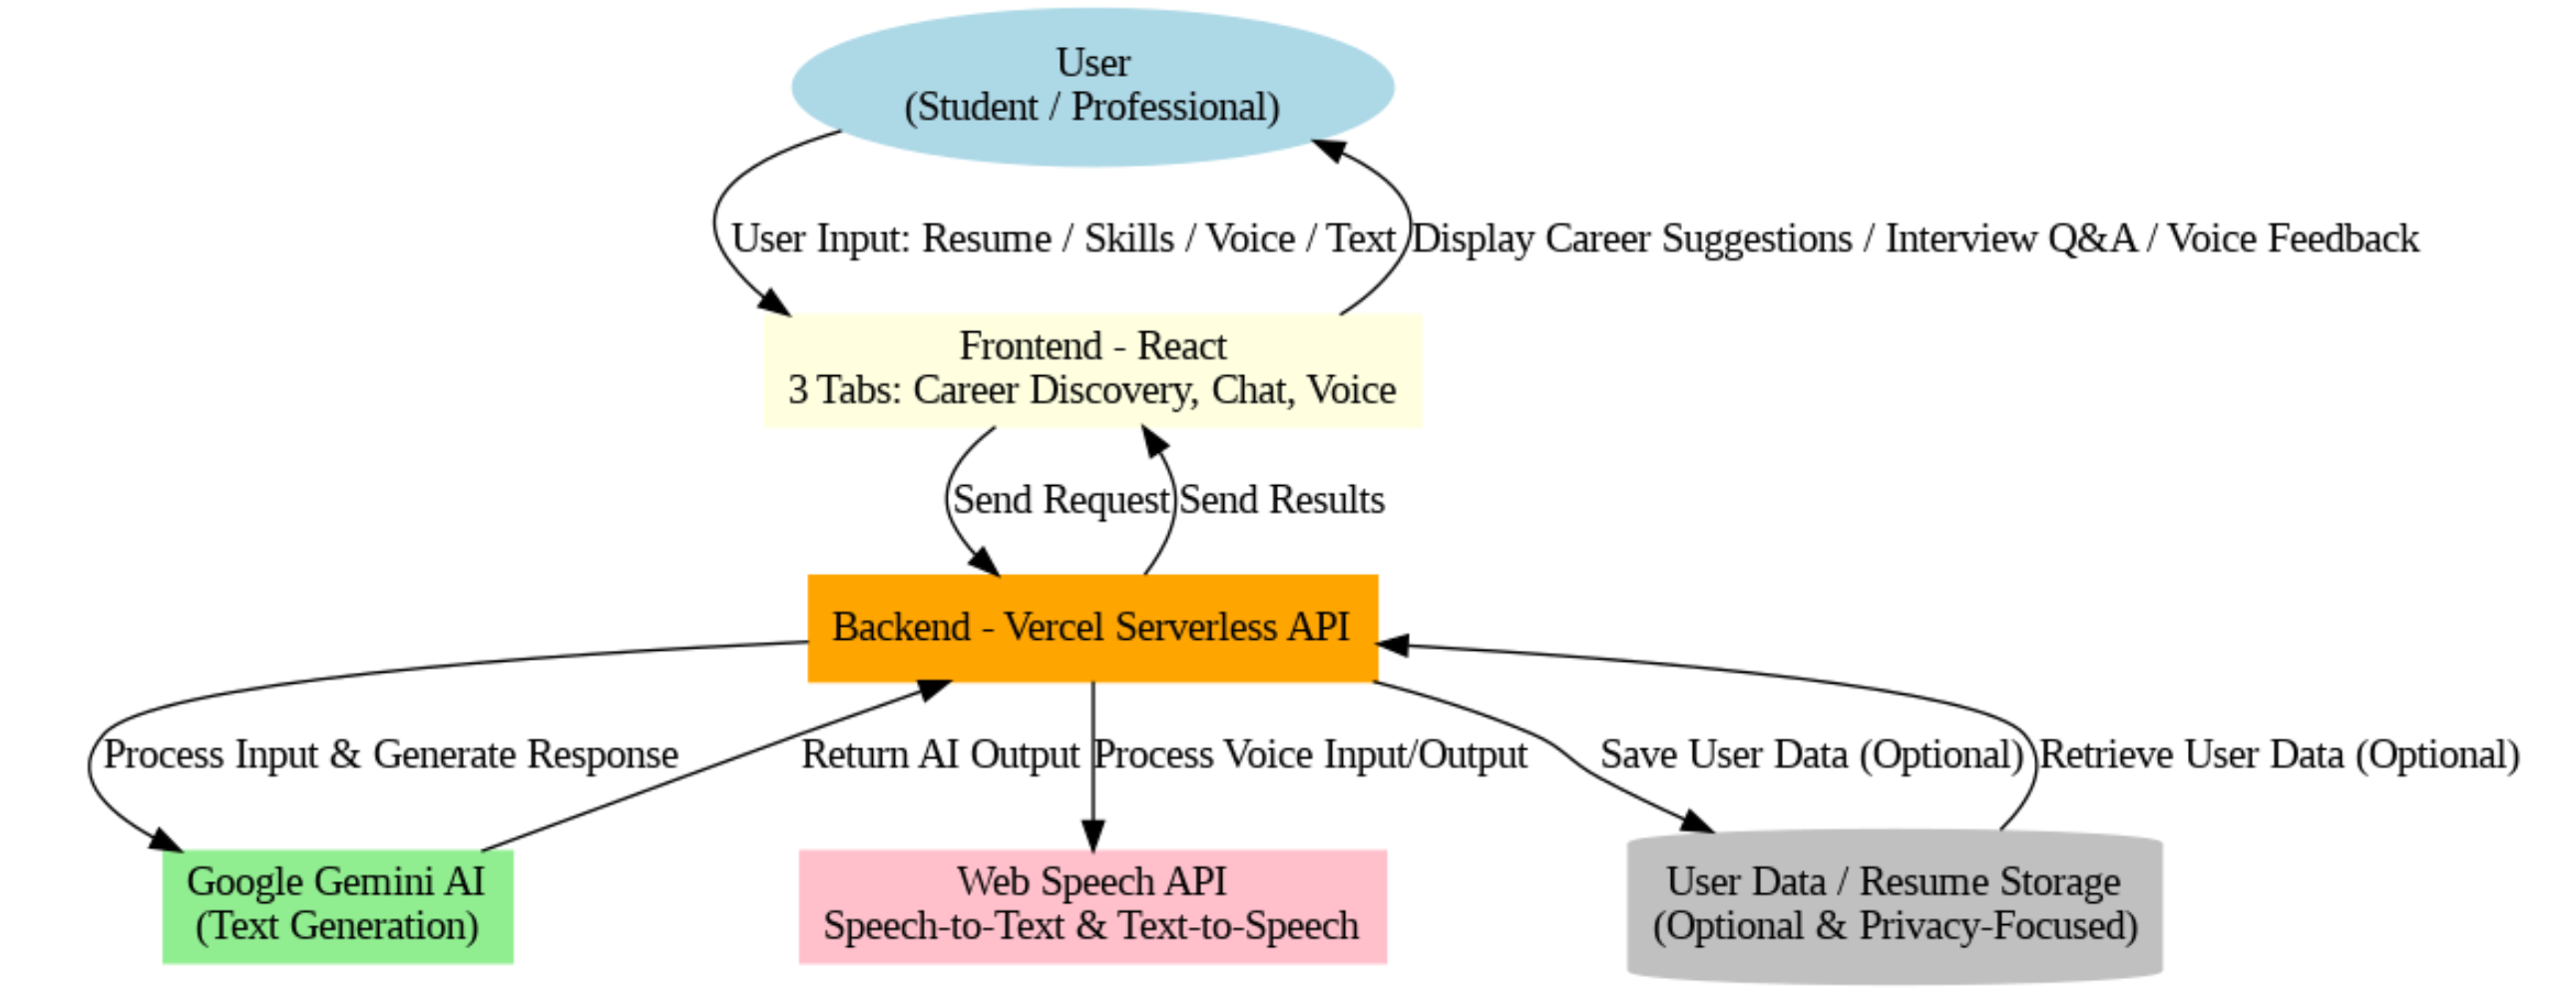 User
(Student / Professional)
User Input: Resume / Skills / Voice / Text
Display Career Suggestions / Interview Q&A / Voice Feedback
Frontend - React
3 Tabs: Career Discovery, Chat, Voice
Send Request
Send Results
Backend - Vercel Serverless API
Process Input & Generate Response
Return AI Output
Process Voice Input/Output
Save User Data (Optional)
Retrieve User Data (Optional)
Google Gemini AI
(Text Generation)
Web Speech API
Speech-to-Text & Text-to-Speech
User Data / Resume Storage
(Optional & Privacy-Focused)